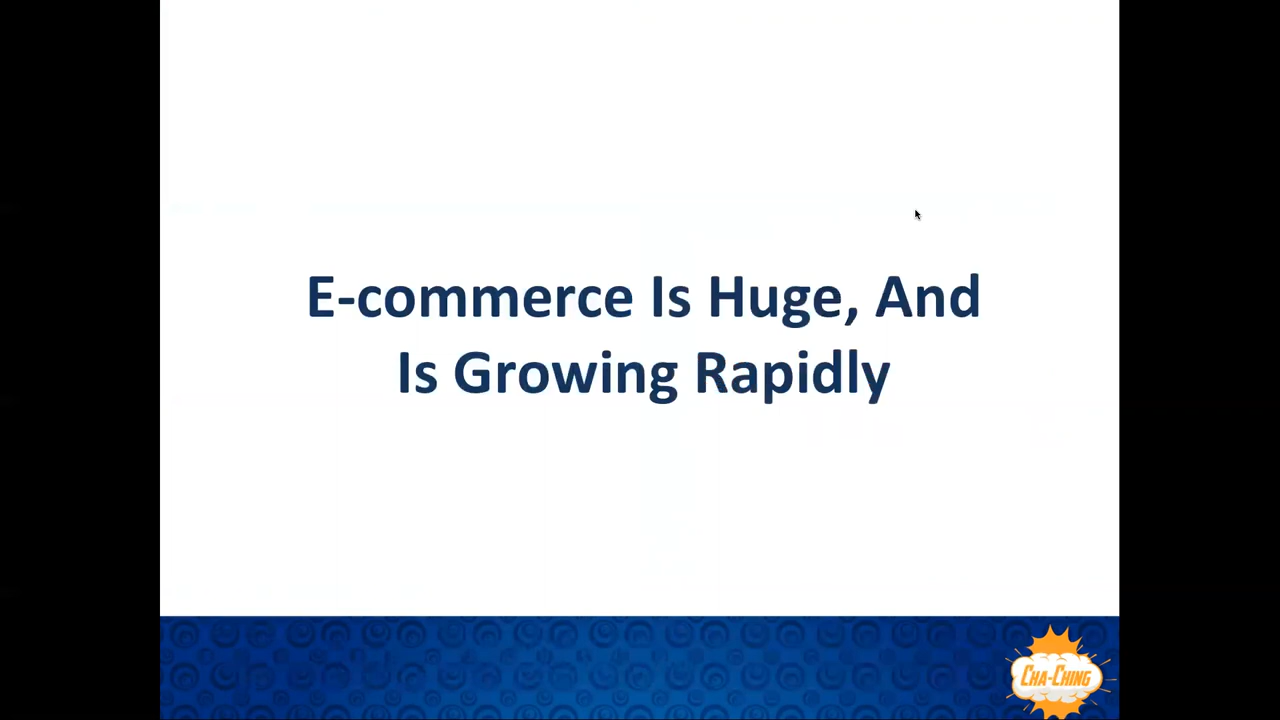 E-commerce Is Huge, And
Is Growing Rapidly
CHA-CHING